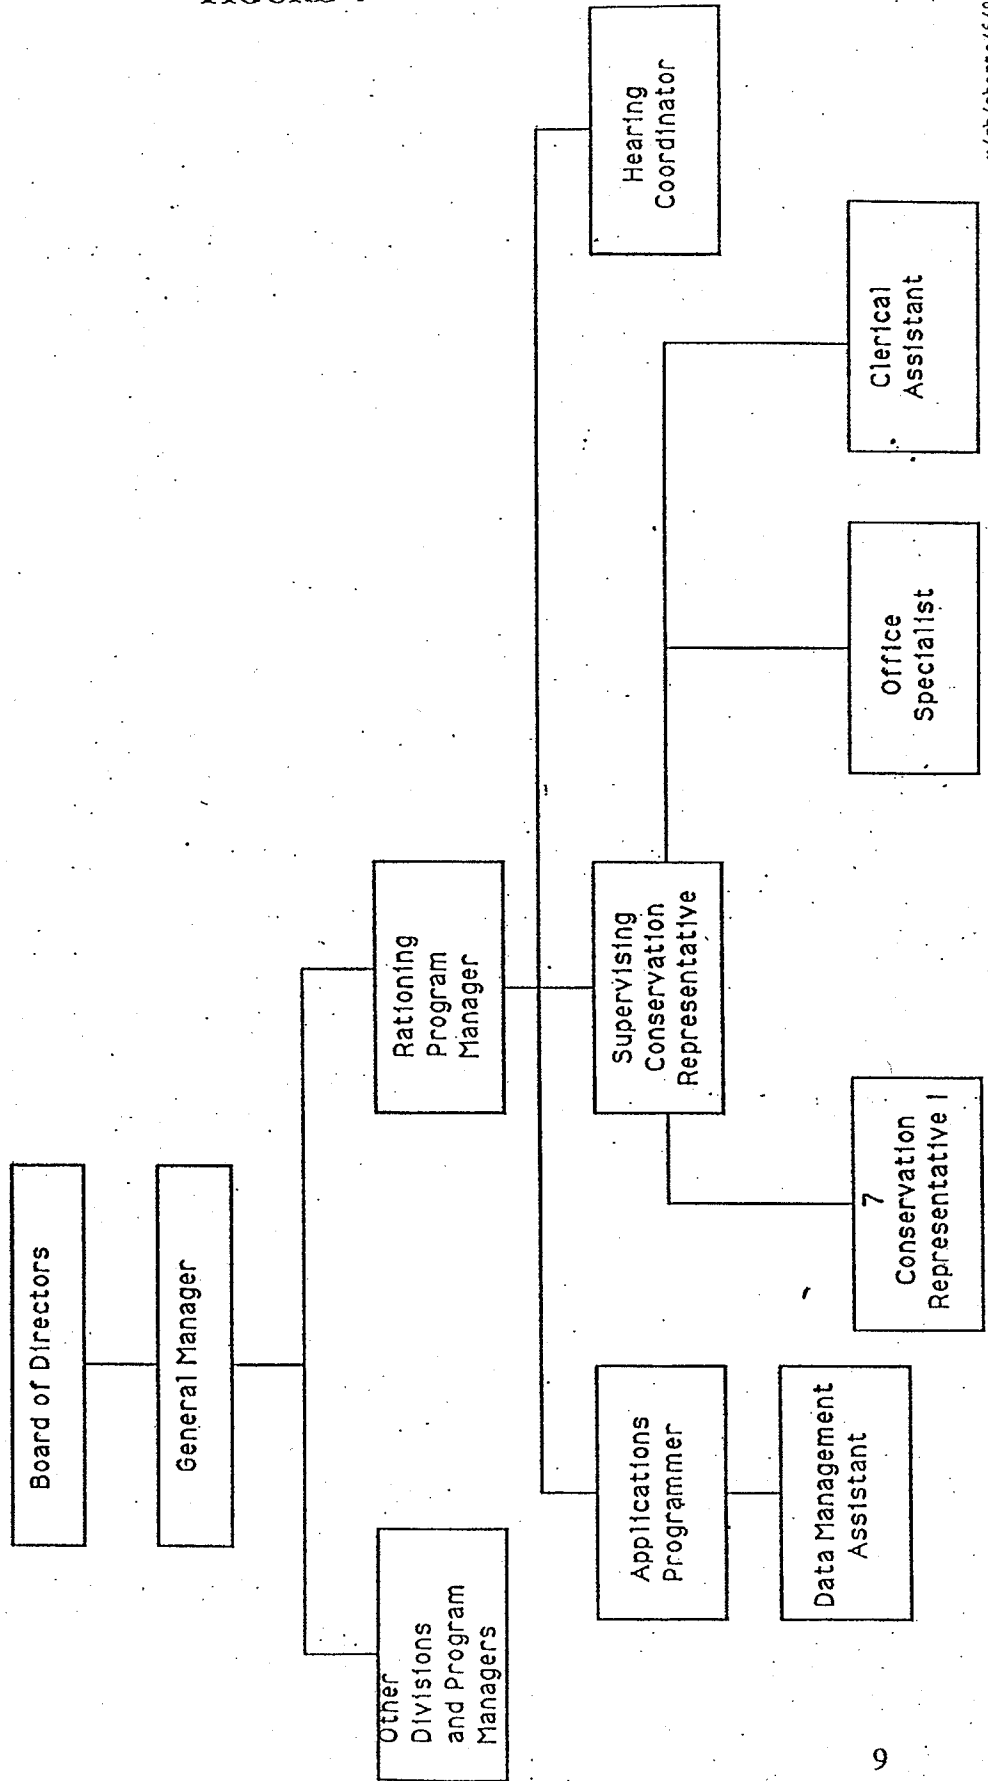 Board of Directors
General Manager
Other
Divisions
and Program
Managers
Rationing
Program
Manager
Applications
Programmer
Supervising
Conservation
Representative
Hearing
Coordinator
Data Management
Assistant
7
Conservation
Representative I
Office
Specialist
Clerical
Assistant
9